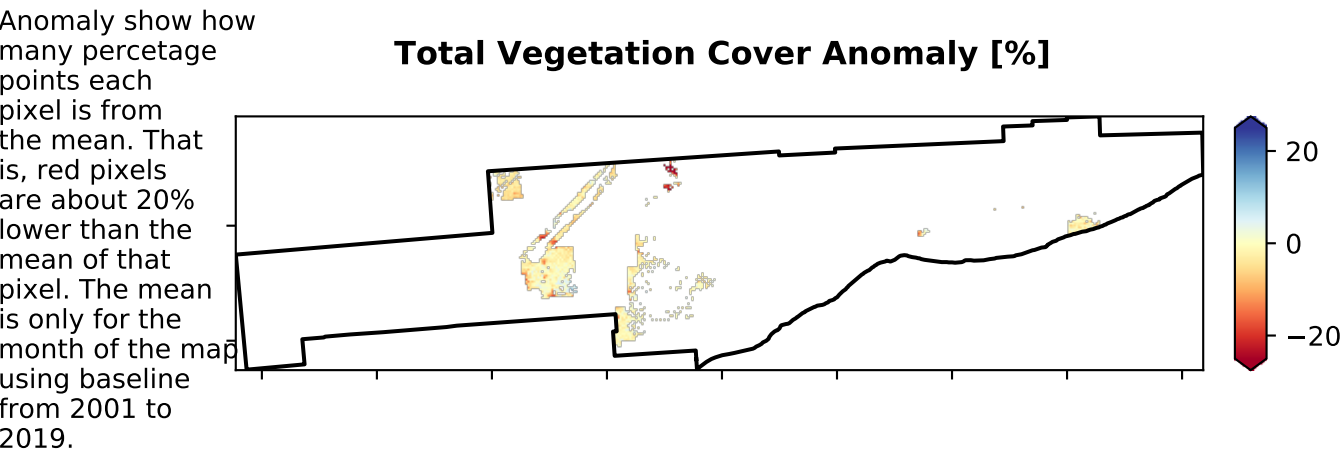 Anomaly show how
many percetage
points each
pixel is from
the mean. That
is, red pixels
are about 20%
lower than the
mean of that
pixel. The mean
is only for the
month of the map
using baseline
from 2001 to
2019.
Total Vegetation Cover Anomaly [%]
20
0
−20